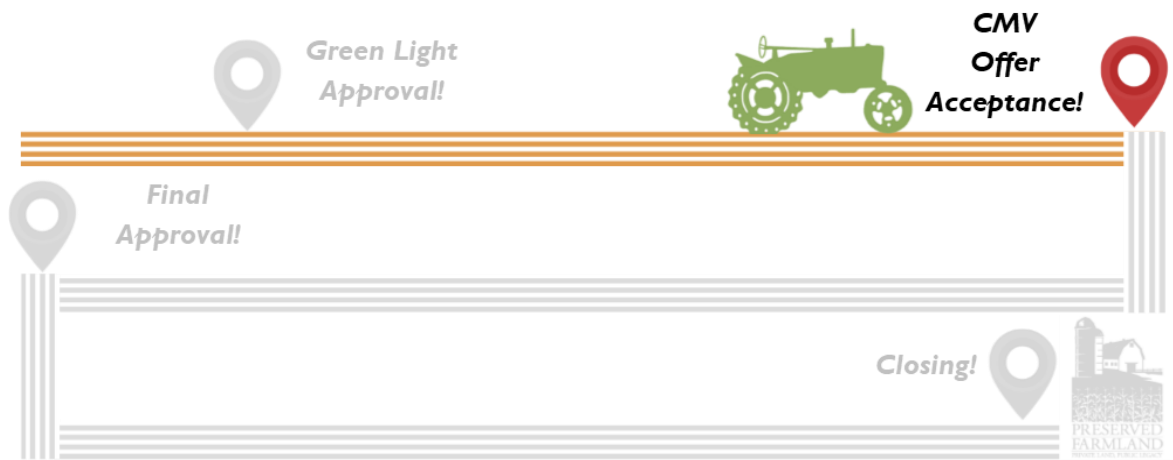 Green Light
Approval!
CMV
Offer
Acceptance!
Final
Approval!
Closing!
PRESERVED
FARMLAND